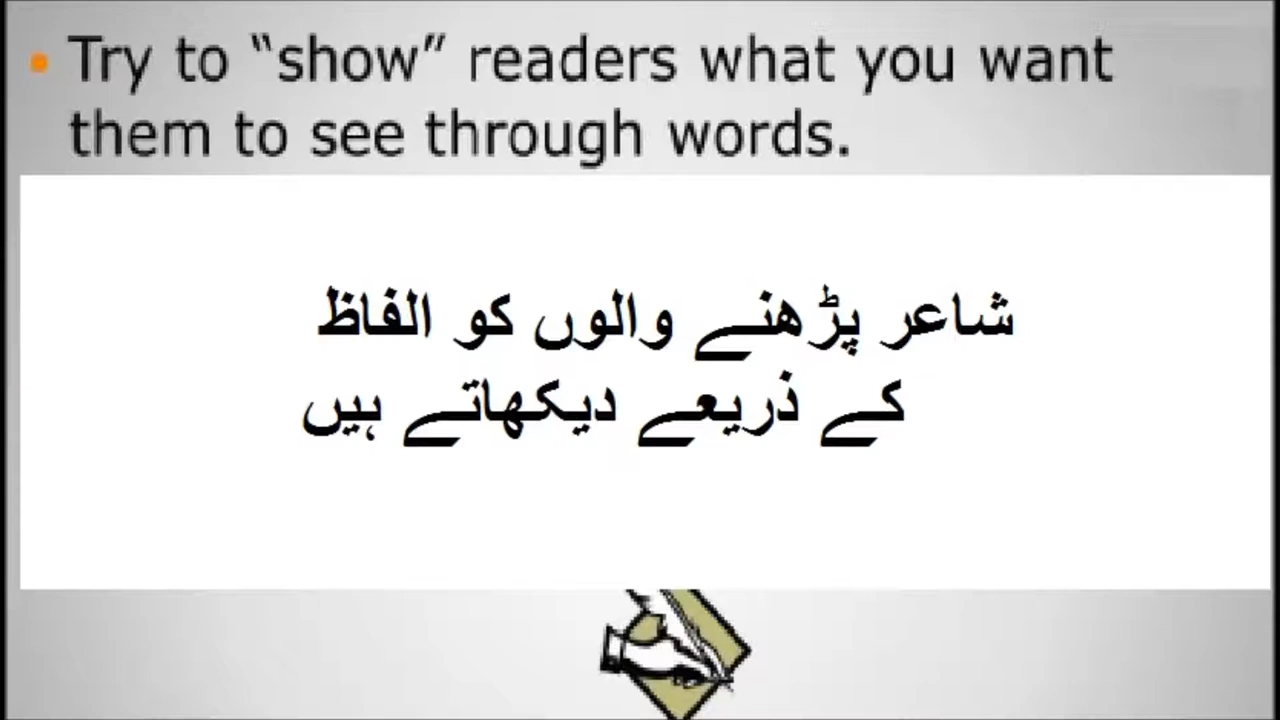 • Try to “show” readers what you want
them to see through words.
شاعر پڑھنے والوں کو الفاظ
کے ذریعے دیکھاتے ہیں